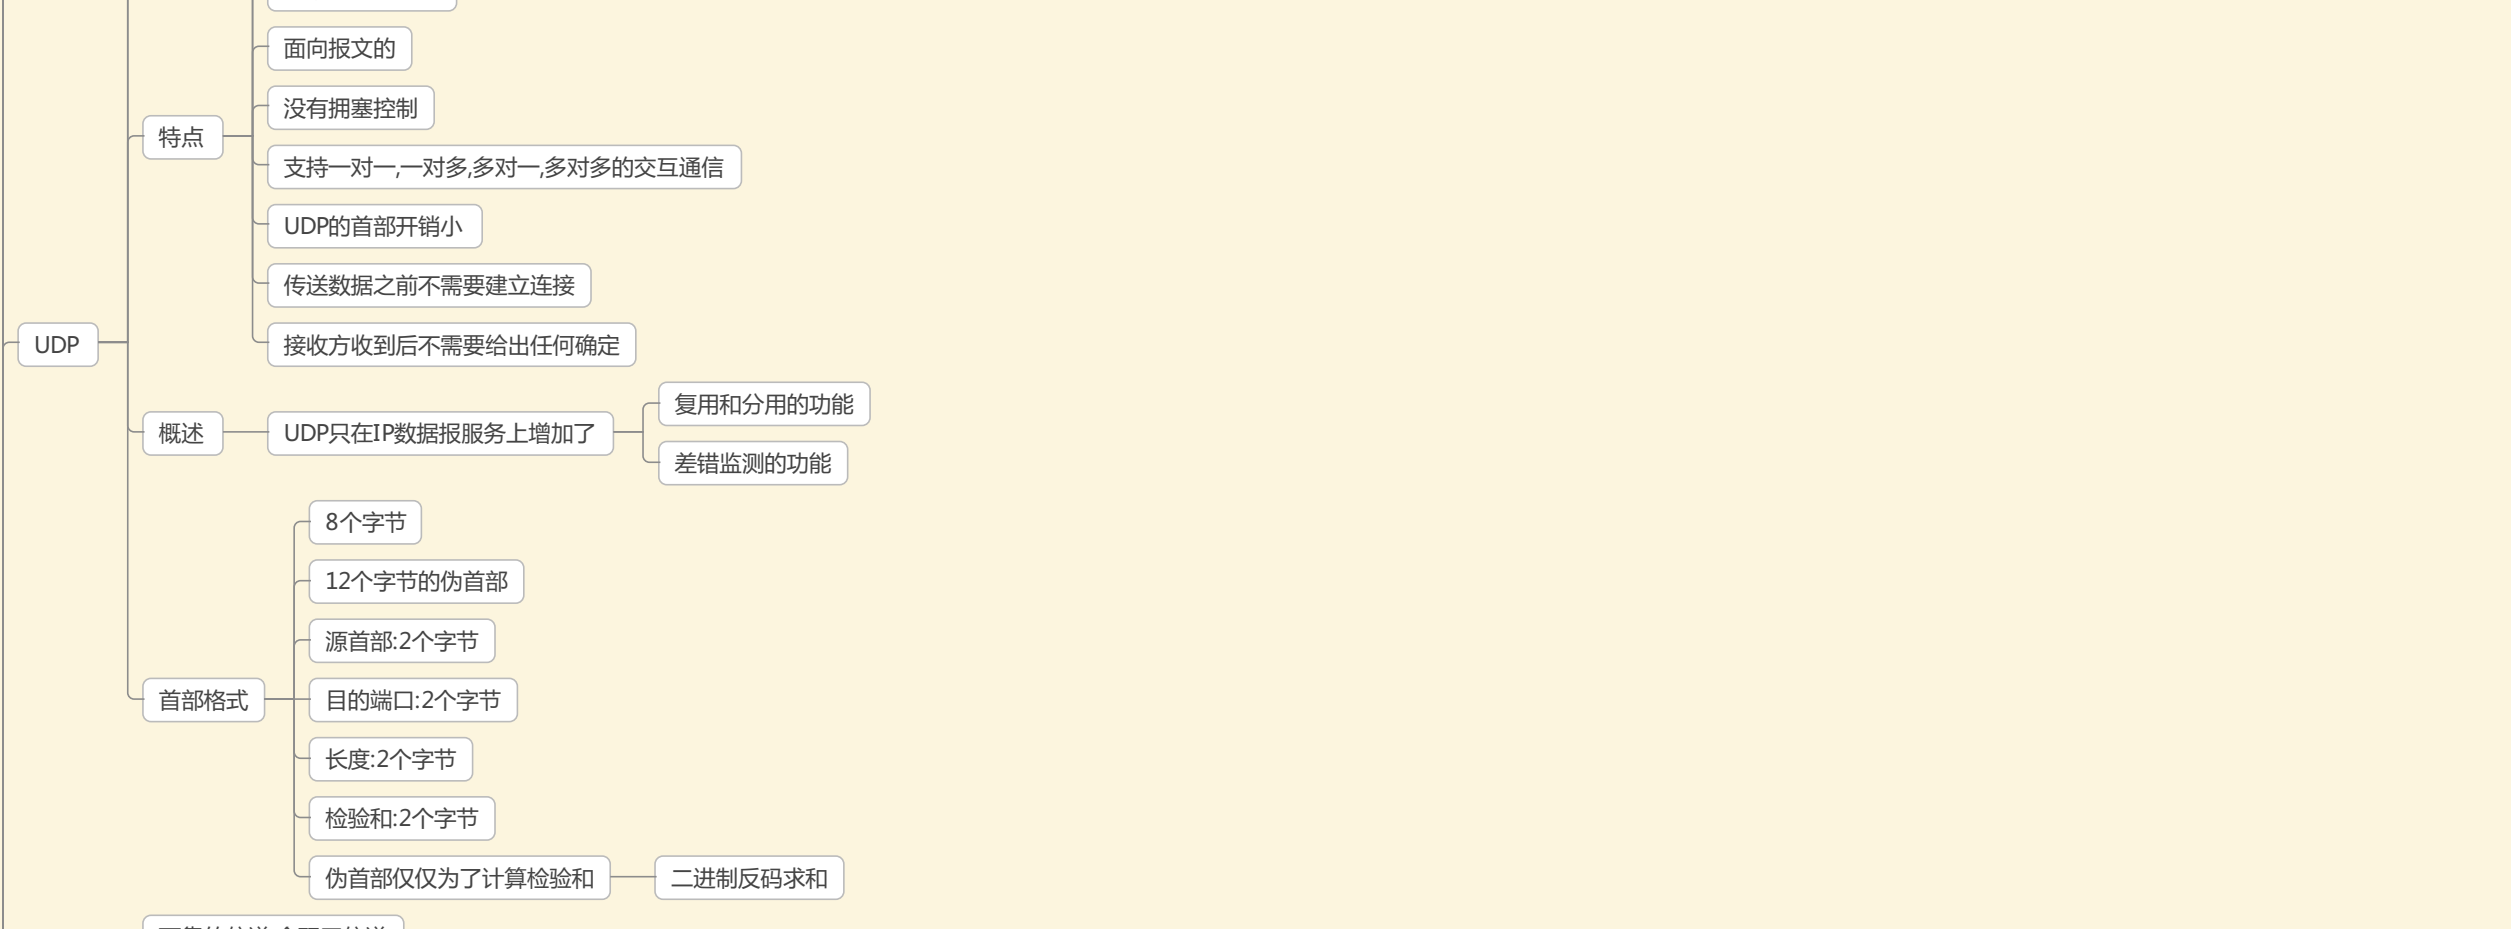 面向报文的
没有拥塞控制
特点
支持一对一,一对多,多对一,多对多的交互通信
UDP的首部开销小
传送数据之前不需要建立连接
UDP
接收方收到后不需要给出任何确定
复用和分用的功能
概述
UDP只在IP数据报服务上增加了
差错监测的功能
8个字节
12个字节的伪首部
源首部:2个字节
首部格式
目的端口:2个字节
长度:2个字节
检验和:2个字节
伪首部仅仅为了计算检验和
二进制反码求和